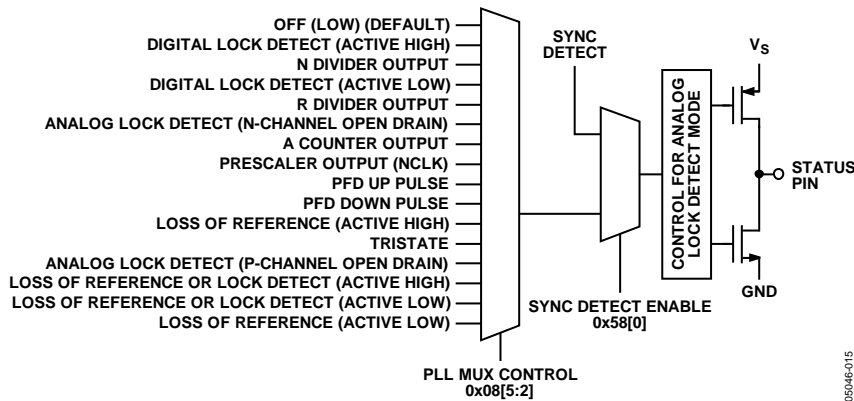 OFF (LOW) (DEFAULT)
DIGITAL LOCK DETECT (ACTIVE HIGH)
N DIVIDER OUTPUT
DIGITAL LOCK DETECT (ACTIVE LOW)
R DIVIDER OUTPUT
ANALOG LOCK DETECT (N-CHANNEL OPEN DRAIN)
A COUNTER OUTPUT
PRESCALER OUTPUT (NCLK)
PFD UP PULSE
PFD DOWN PULSE
LOSS OF REFERENCE (ACTIVE HIGH)
TRISTATE
ANALOG LOCK DETECT (P-CHANNEL OPEN DRAIN)
LOSS OF REFERENCE OR LOCK DETECT (ACTIVE HIGH)
LOSS OF REFERENCE OR LOCK DETECT (ACTIVE LOW)
LOSS OF REFERENCE (ACTIVE LOW)
PLL MUX CONTROL
0x08[5:2]
SYNC
DETECT
SYNC DETECT ENABLE
0x58[0]
CONTROL FOR ANALOG
LOCK DETECT MODE
VS
STATUS
PIN
GND
05046-015